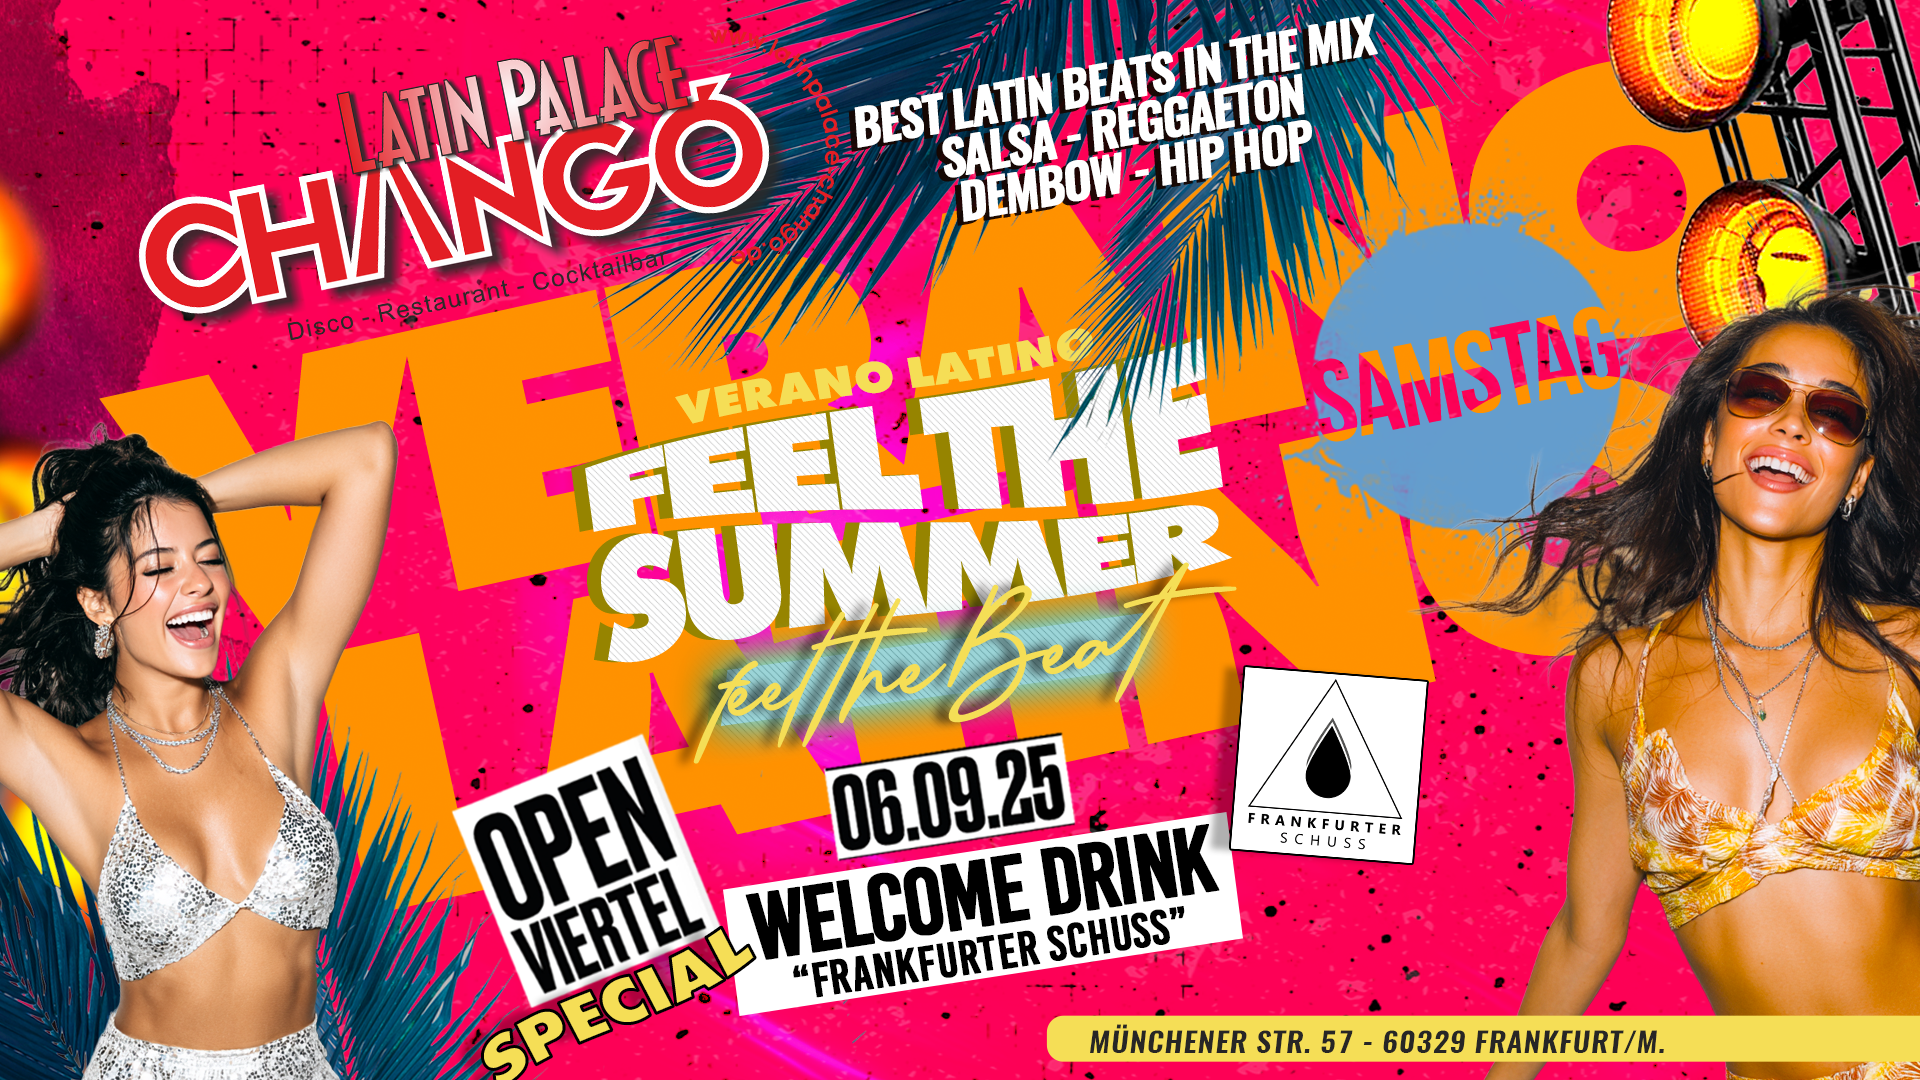 LATIN PALACE
CHANGÓ
Disco - Restaurant - Cocktailbar
www.latinpalace-chango.de
BEST LATIN BEATS IN THE MIX
SALSA - REGGAETON
DEMBOW - HIP HOP
VERANO
LATINO
SAMSTAG
VERANO LATINO
FEEL THE
SUMMER
feel the Beat
06.09.25
OPEN
VIERTEL
SPECIAL
WELCOME DRINK
“FRANKFURTER SCHUSS”
FRANKFURTER
SCHUSS
MÜNCHENER STR. 57 - 60329 FRANKFURT/M.